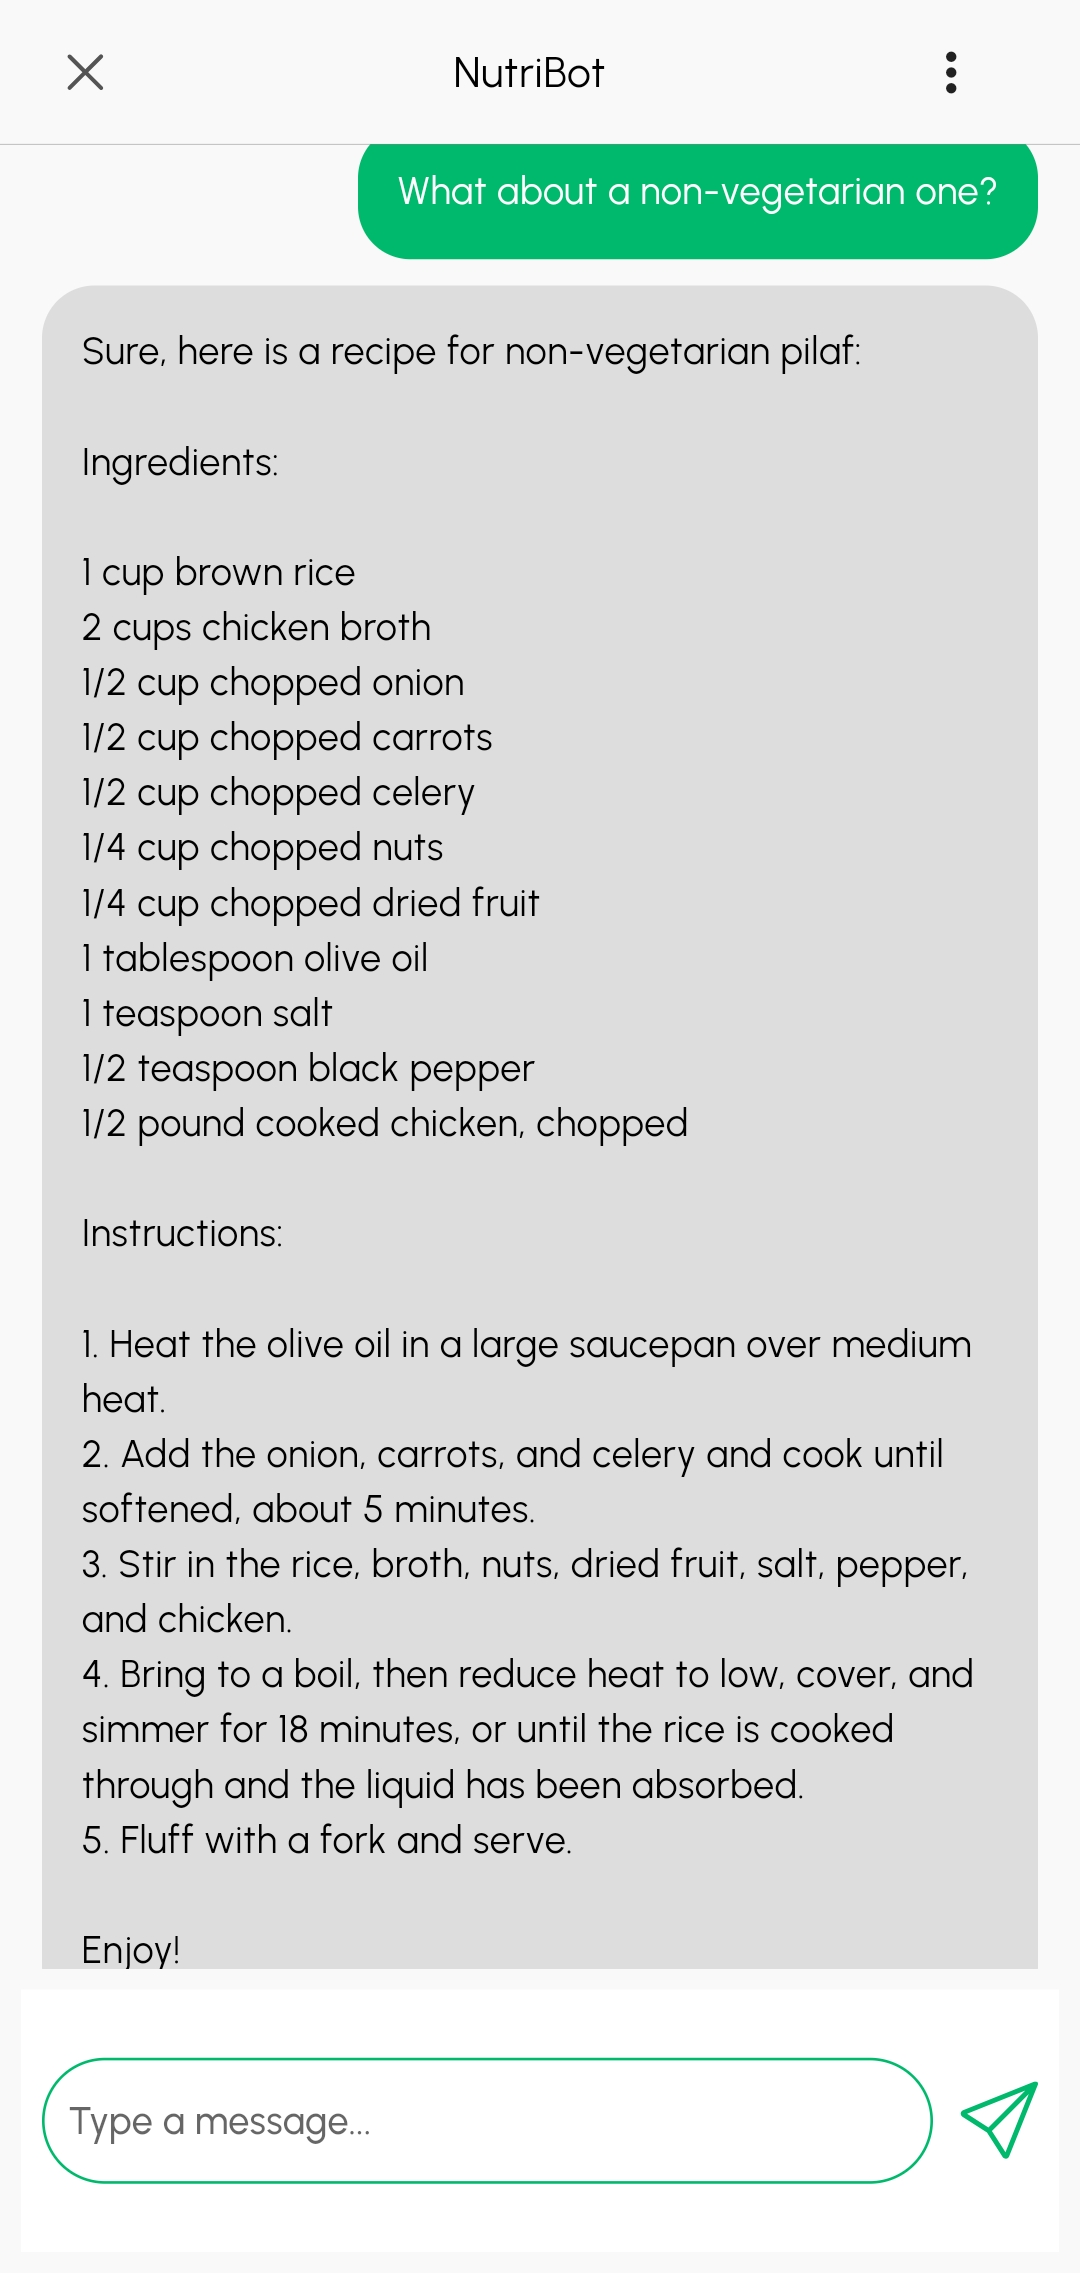 NutriBot
What about a non-vegetarian one?
Sure, here is a recipe for non-vegetarian pilaf:
Ingredients:
1 cup brown rice
2 cups chicken broth
1/2 cup chopped onion
1/2 cup chopped carrots
1/2 cup chopped celery
1/4 cup chopped nuts
1/4 cup chopped dried fruit
1 tablespoon olive oil
1 teaspoon salt
1/2 teaspoon black pepper
1/2 pound cooked chicken, chopped
Instructions:
1. Heat the olive oil in a large saucepan over medium
heat.
2. Add the onion, carrots, and celery and cook until
softened, about 5 minutes.
3. Stir in the rice, broth, nuts, dried fruit, salt, pepper,
and chicken.
4. Bring to a boil, then reduce heat to low, cover, and
simmer for 18 minutes, or until the rice is cooked
through and the liquid has been absorbed.
5. Fluff with a fork and serve.
Enjoy!
Type a message...